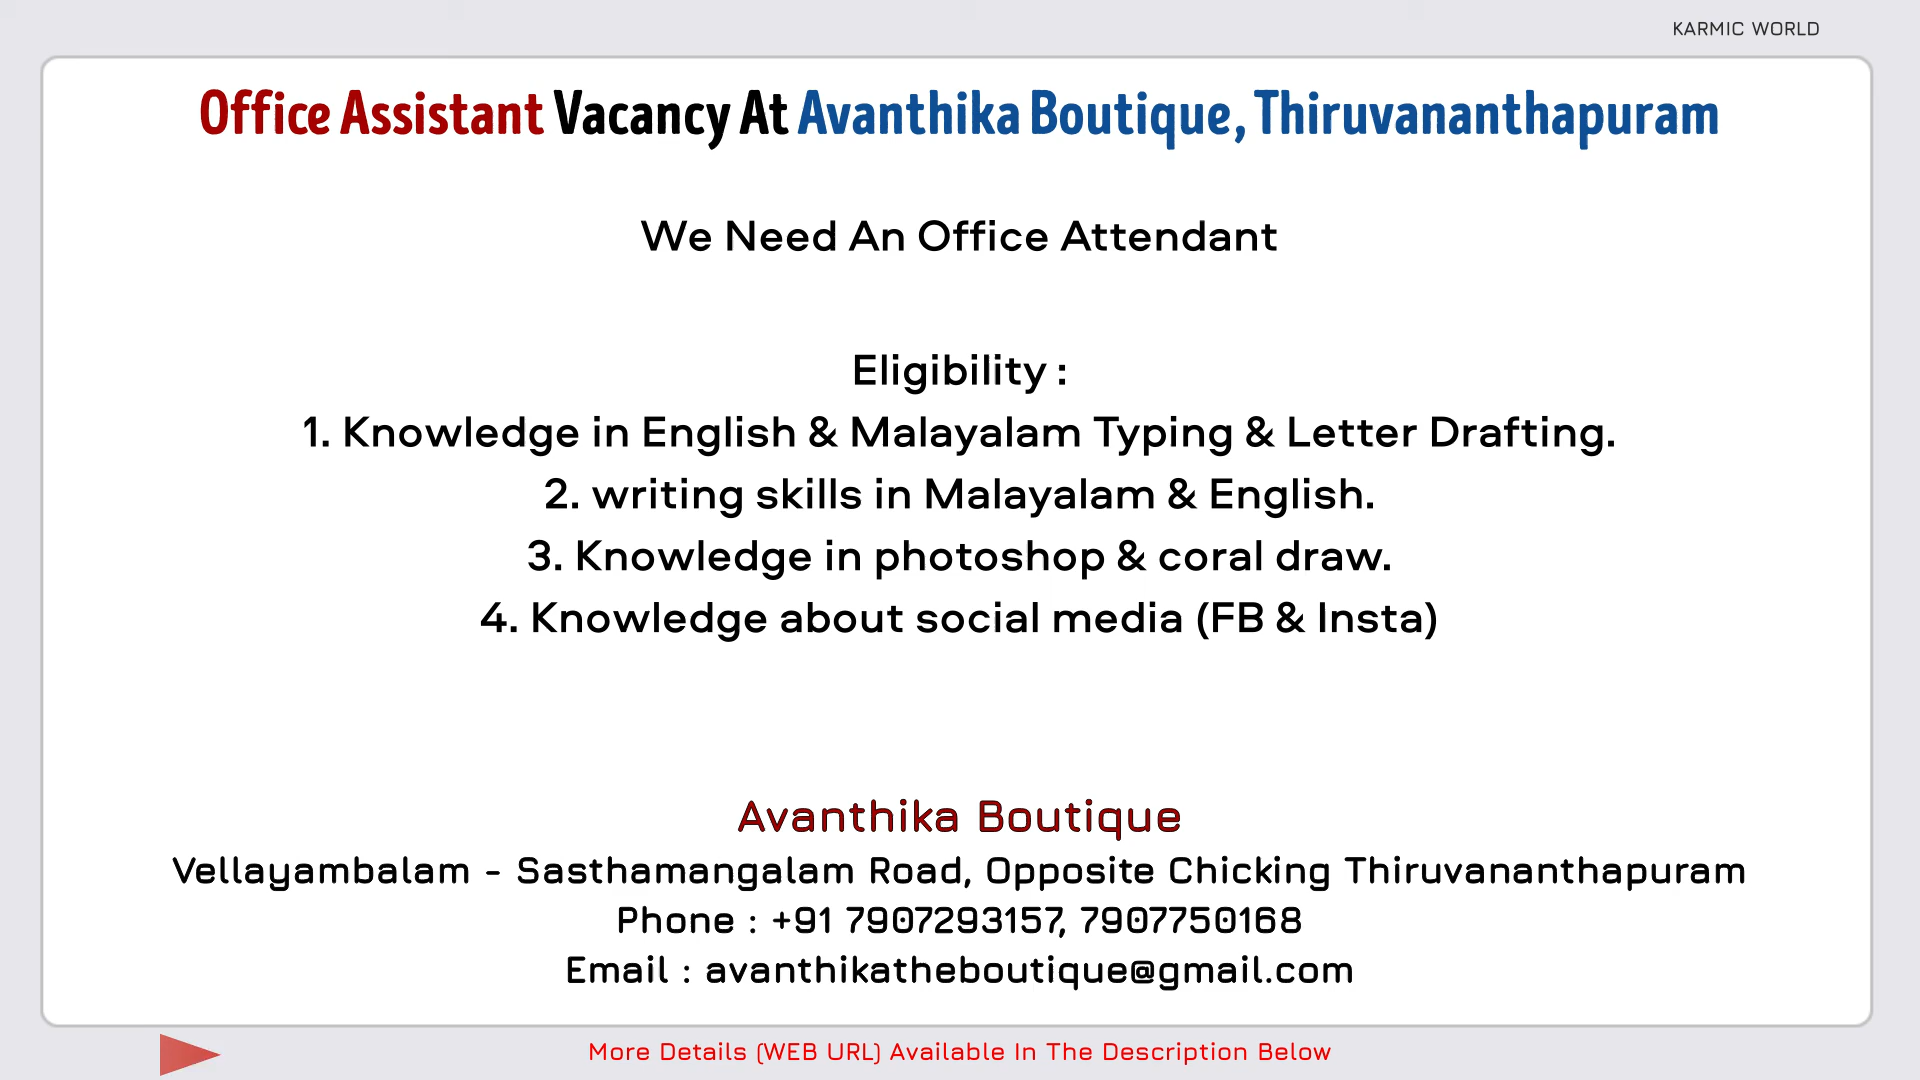 KARMIC WORLD
Office Assistant Vacancy At Avanthika Boutique, Thiruvananthapuram
We Need An Office Attendant
Eligibility :
1. Knowledge in English & Malayalam Typing & Letter Drafting.
2. writing skills in Malayalam & English.
3. Knowledge in photoshop & coral draw.
4. Knowledge about social media (FB & Insta)
Avanthika Boutique
Vellayambalam - Sasthamangalam Road, Opposite Chicking Thiruvananthapuram
Phone : +91 7907293157, 7907750168
Email : avanthikatheboutique@gmail.com
More Details (WEB URL) Available In The Description Below